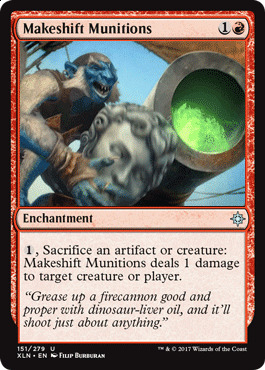 Makeshift Munitions 1
Enchantment
1, Sacrifice an artifact or creature:
Makeshift Munitions deals 1 damage
to target creature or player.
"Grease up a firecannon good and
proper with dinosaur-liver oil, and it'll
shoot just about anything."
151/279 U
XLN • EN Filip Burburan
™ & © 2017 Wizards of the Coast